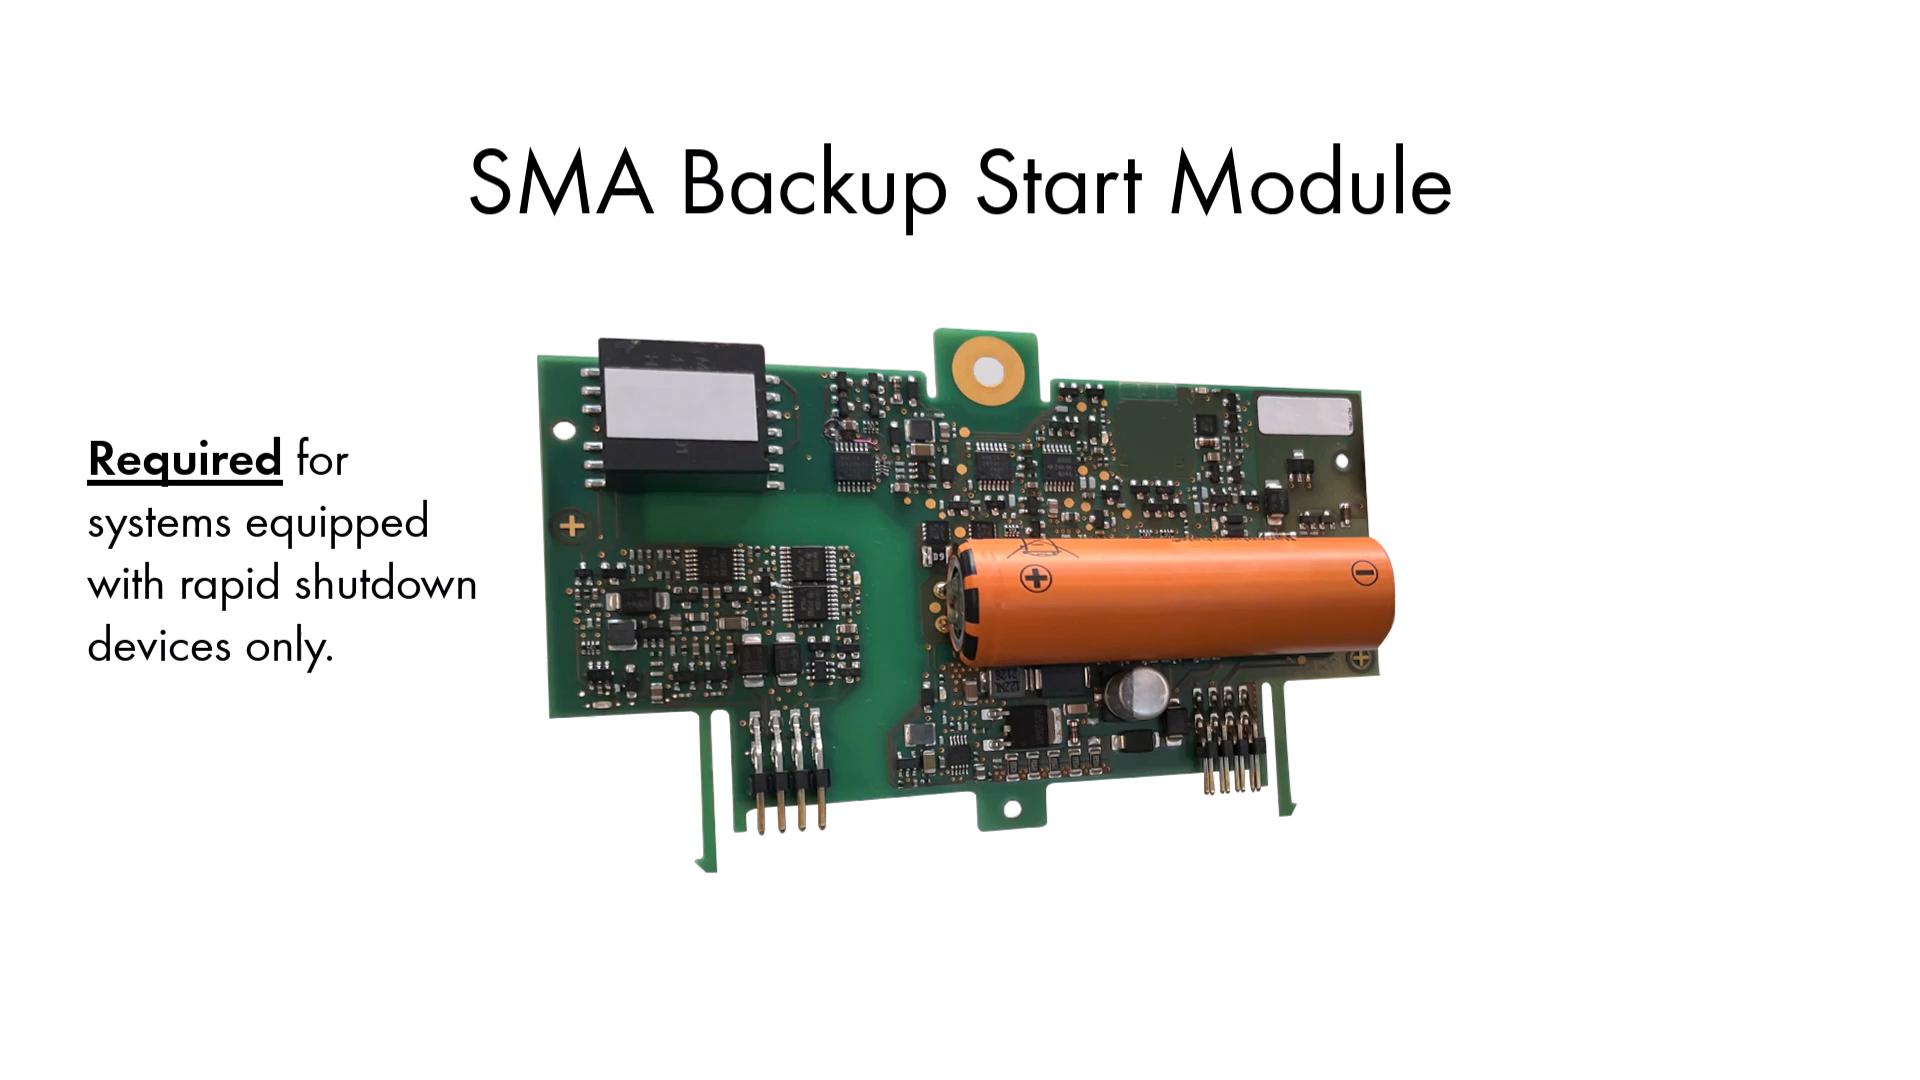 SMA Backup Start Module
Required for
systems equipped
with rapid shutdown
devices only.